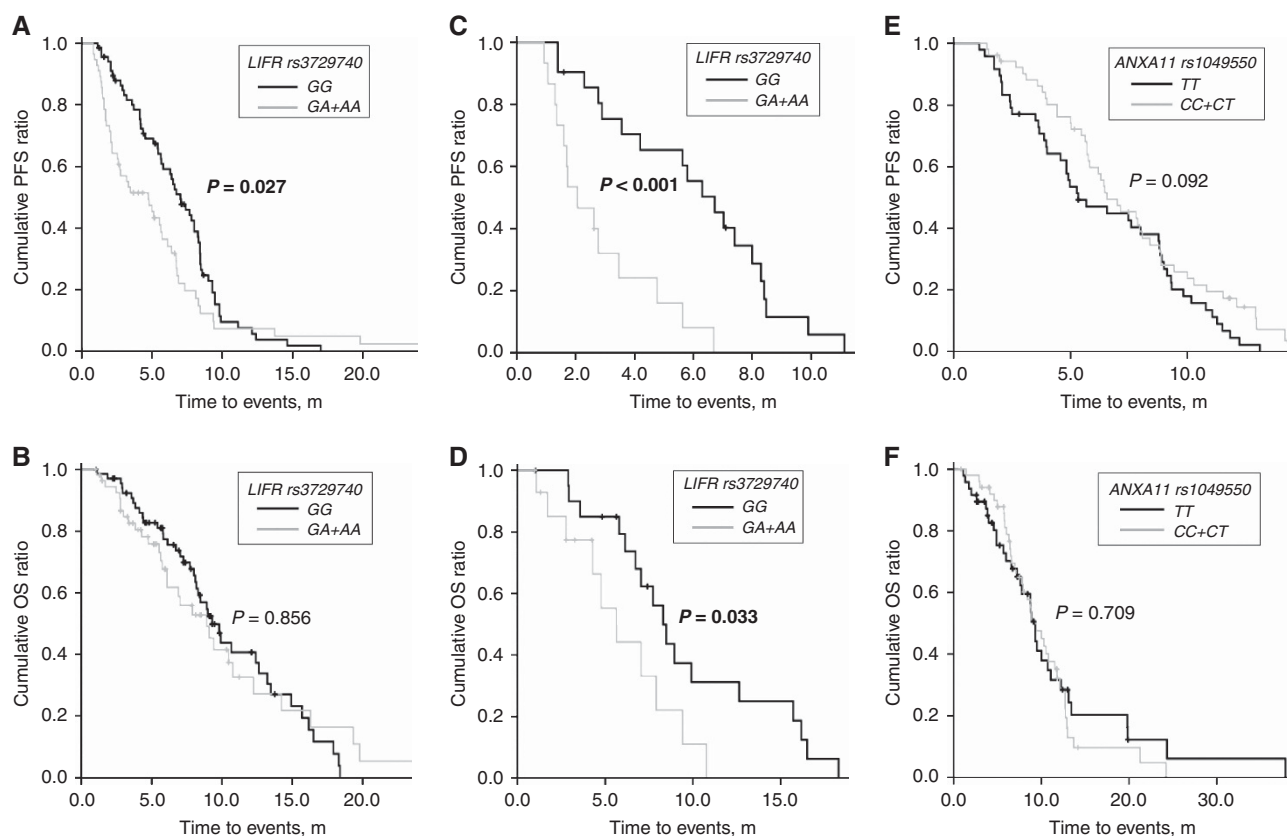 A
Cumulative PFS ratio
1.0
0.8
0.6
0.4
0.2
0.0
LIFR rs3729740
GG
GA+AA
P = 0.027
0.0 5.0 10.0 15.0 20.0
Time to events, m
C
Cumulative PFS ratio
1.0
0.8
0.6
0.4
0.2
0.0
LIFR rs3729740
GG
GA+AA
P < 0.001
0.0 2.0 4.0 6.0 8.0 10.0
Time to events, m
E
Cumulative PFS ratio
1.0
0.8
0.6
0.4
0.2
0.0
ANXA11 rs1049550
TT
CC+CT
P = 0.092
0.0 5.0 10.0
Time to events, m
B
Cumulative OS ratio
1.0
0.8
0.6
0.4
0.2
0.0
LIFR rs3729740
GG
GA+AA
P = 0.856
0.0 5.0 10.0 15.0 20.0
Time to events, m
D
Cumulative OS ratio
1.0
0.8
0.6
0.4
0.2
0.0
LIFR rs3729740
GG
GA+AA
P = 0.033
0.0 5.0 10.0 15.0
Time to events, m
F
Cumulative OS ratio
1.0
0.8
0.6
0.4
0.2
0.0
ANXA11 rs1049550
TT
CC+CT
P = 0.709
0.0 10.0 20.0 30.0
Time to events, m